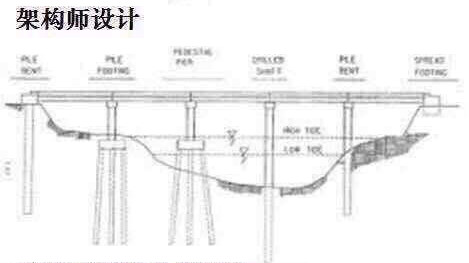 架构师设计
PILE BENT
PILE FOOTING
PEDESTAL PIER
DRILLED SHAFT
PILE BENT
SPREAD FOOTING
HIGH TIDE
LOW TIDE